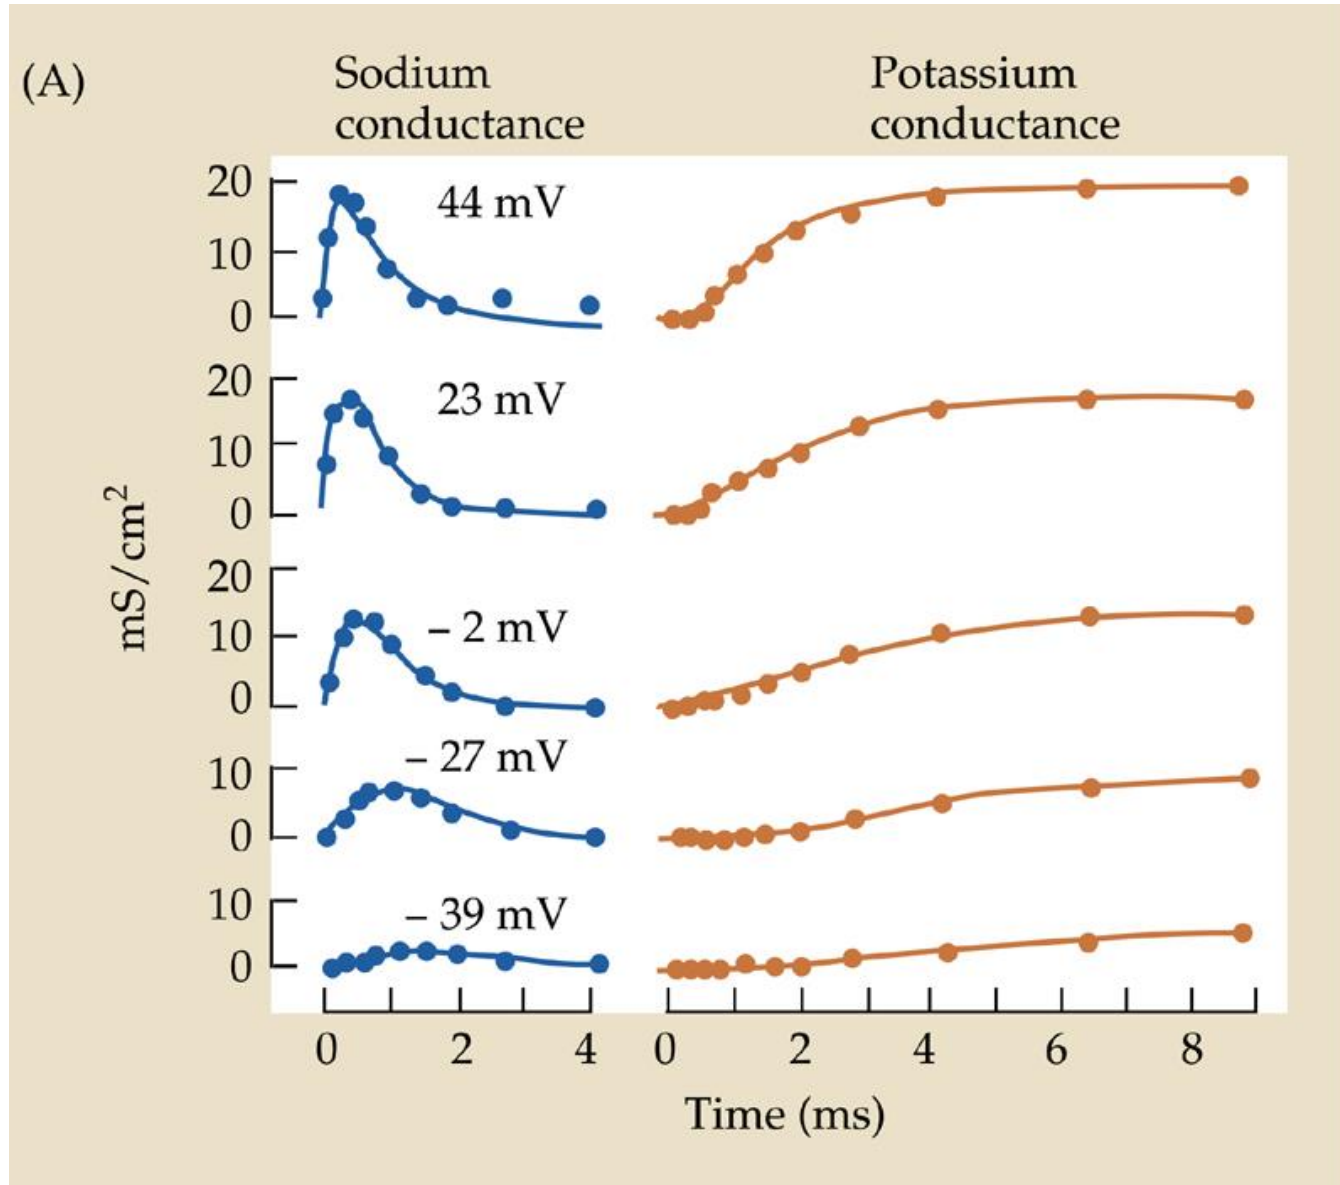 (A)
Sodium
conductance
Potassium
conductance
mS/cm²
20
10
0
44 mV
20
10
0
23 mV
20
10
0
– 2 mV
10
0
– 27 mV
10
0
– 39 mV
0 2 4
0 2 4 6 8
Time (ms)